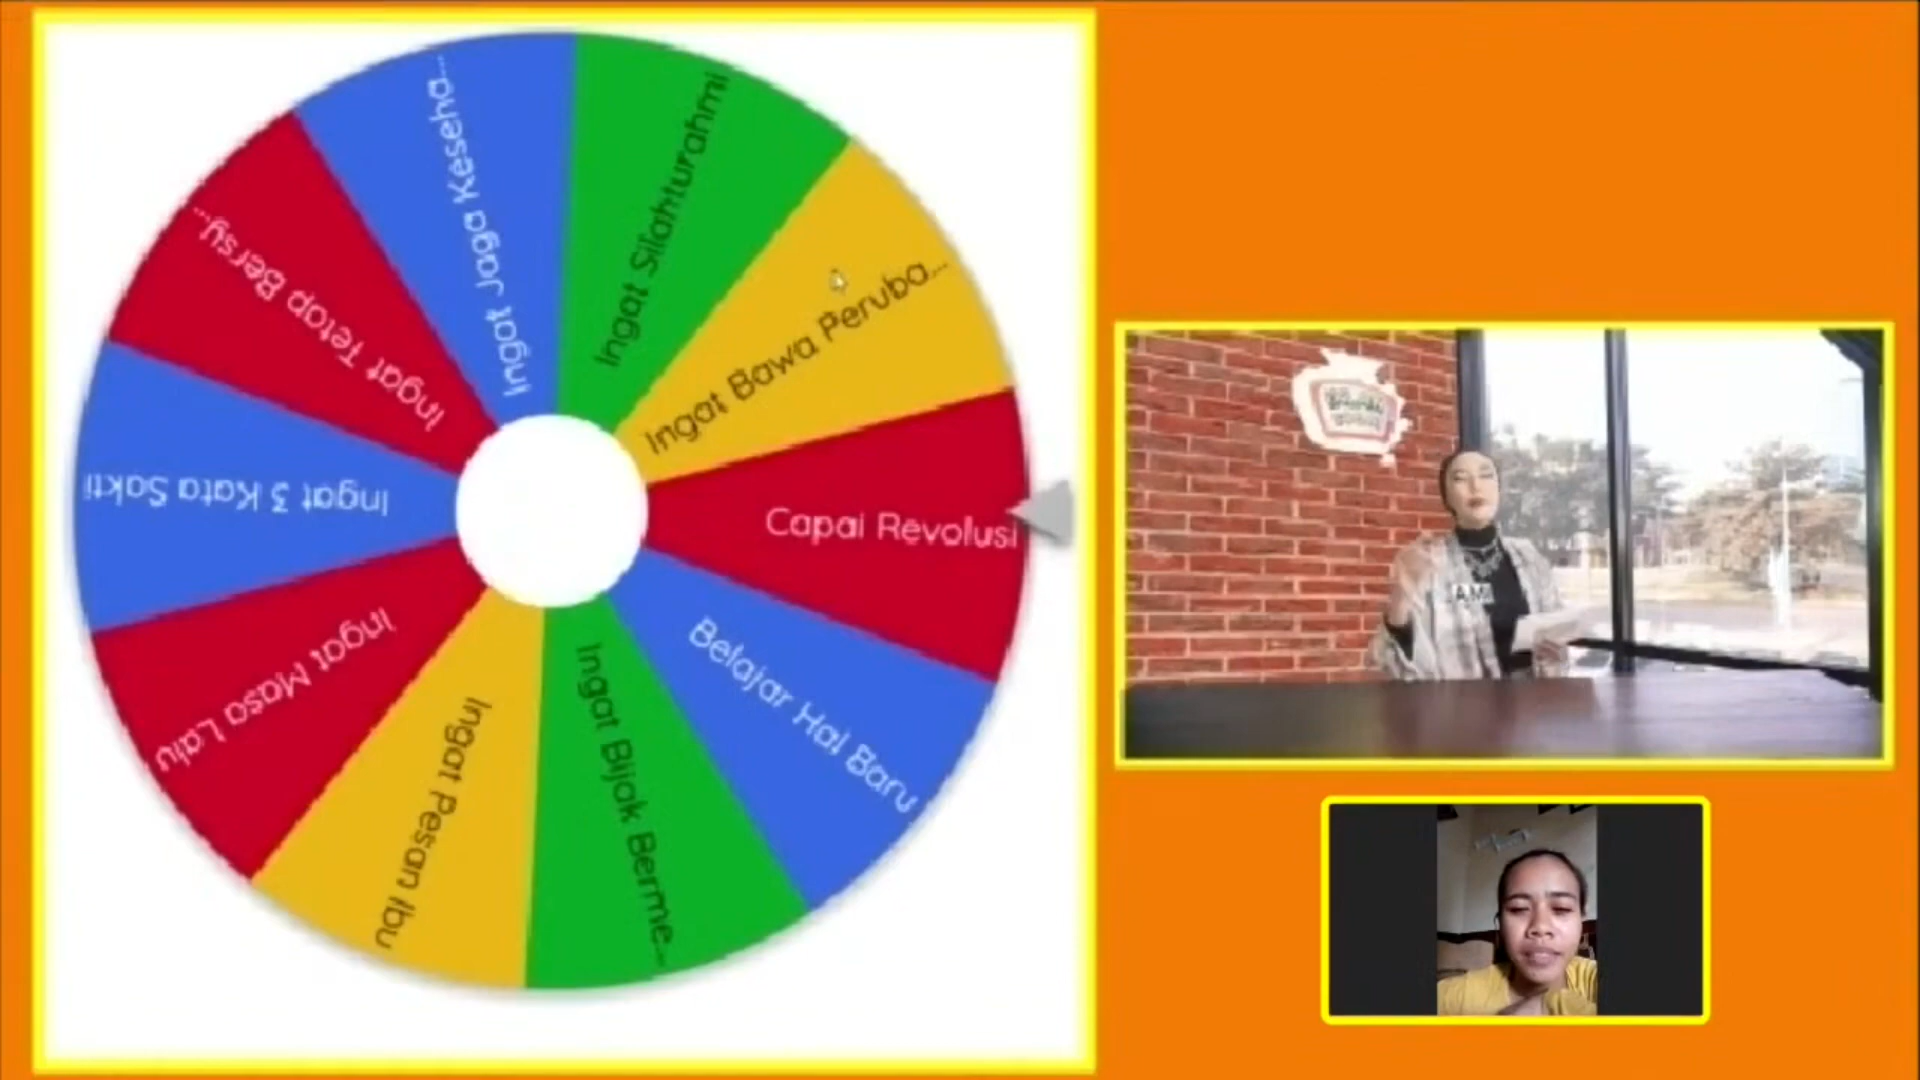 Ingat Jaga Keseha...
Ingat Silahturahmi
Ingat Bawa Peruba...
Capai Revolusi
Belajar Hal Baru
Ingat Bijak Berme...
Ingat Pesan Ibu
Ingat Masa Lalu
Ingat 3 Kata Sakti
Ingat Tetap Bersy...